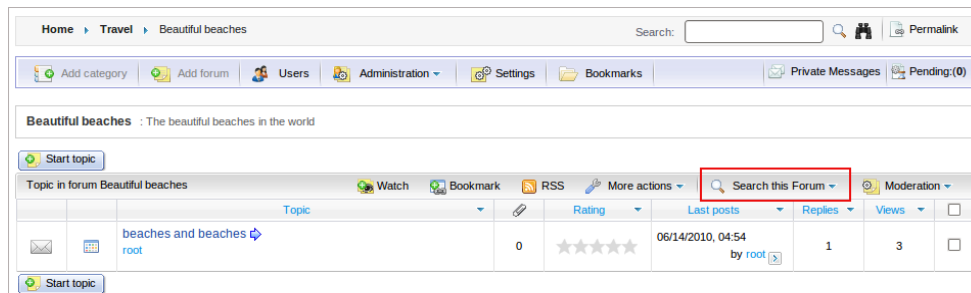 Home Travel Beautiful beaches Search: Permalink
Add category Add forum Users Administration Settings Bookmarks Private Messages Pending:(0)
Beautiful beaches : The beautiful beaches in the world
Start topic
Topic in forum Beautiful beaches Watch Bookmark RSS More actions Search this Forum Moderation
Topic Rating Last posts Replies Views
beaches and beaches 0 06/14/2010, 04:54 1 3
root by root
Start topic